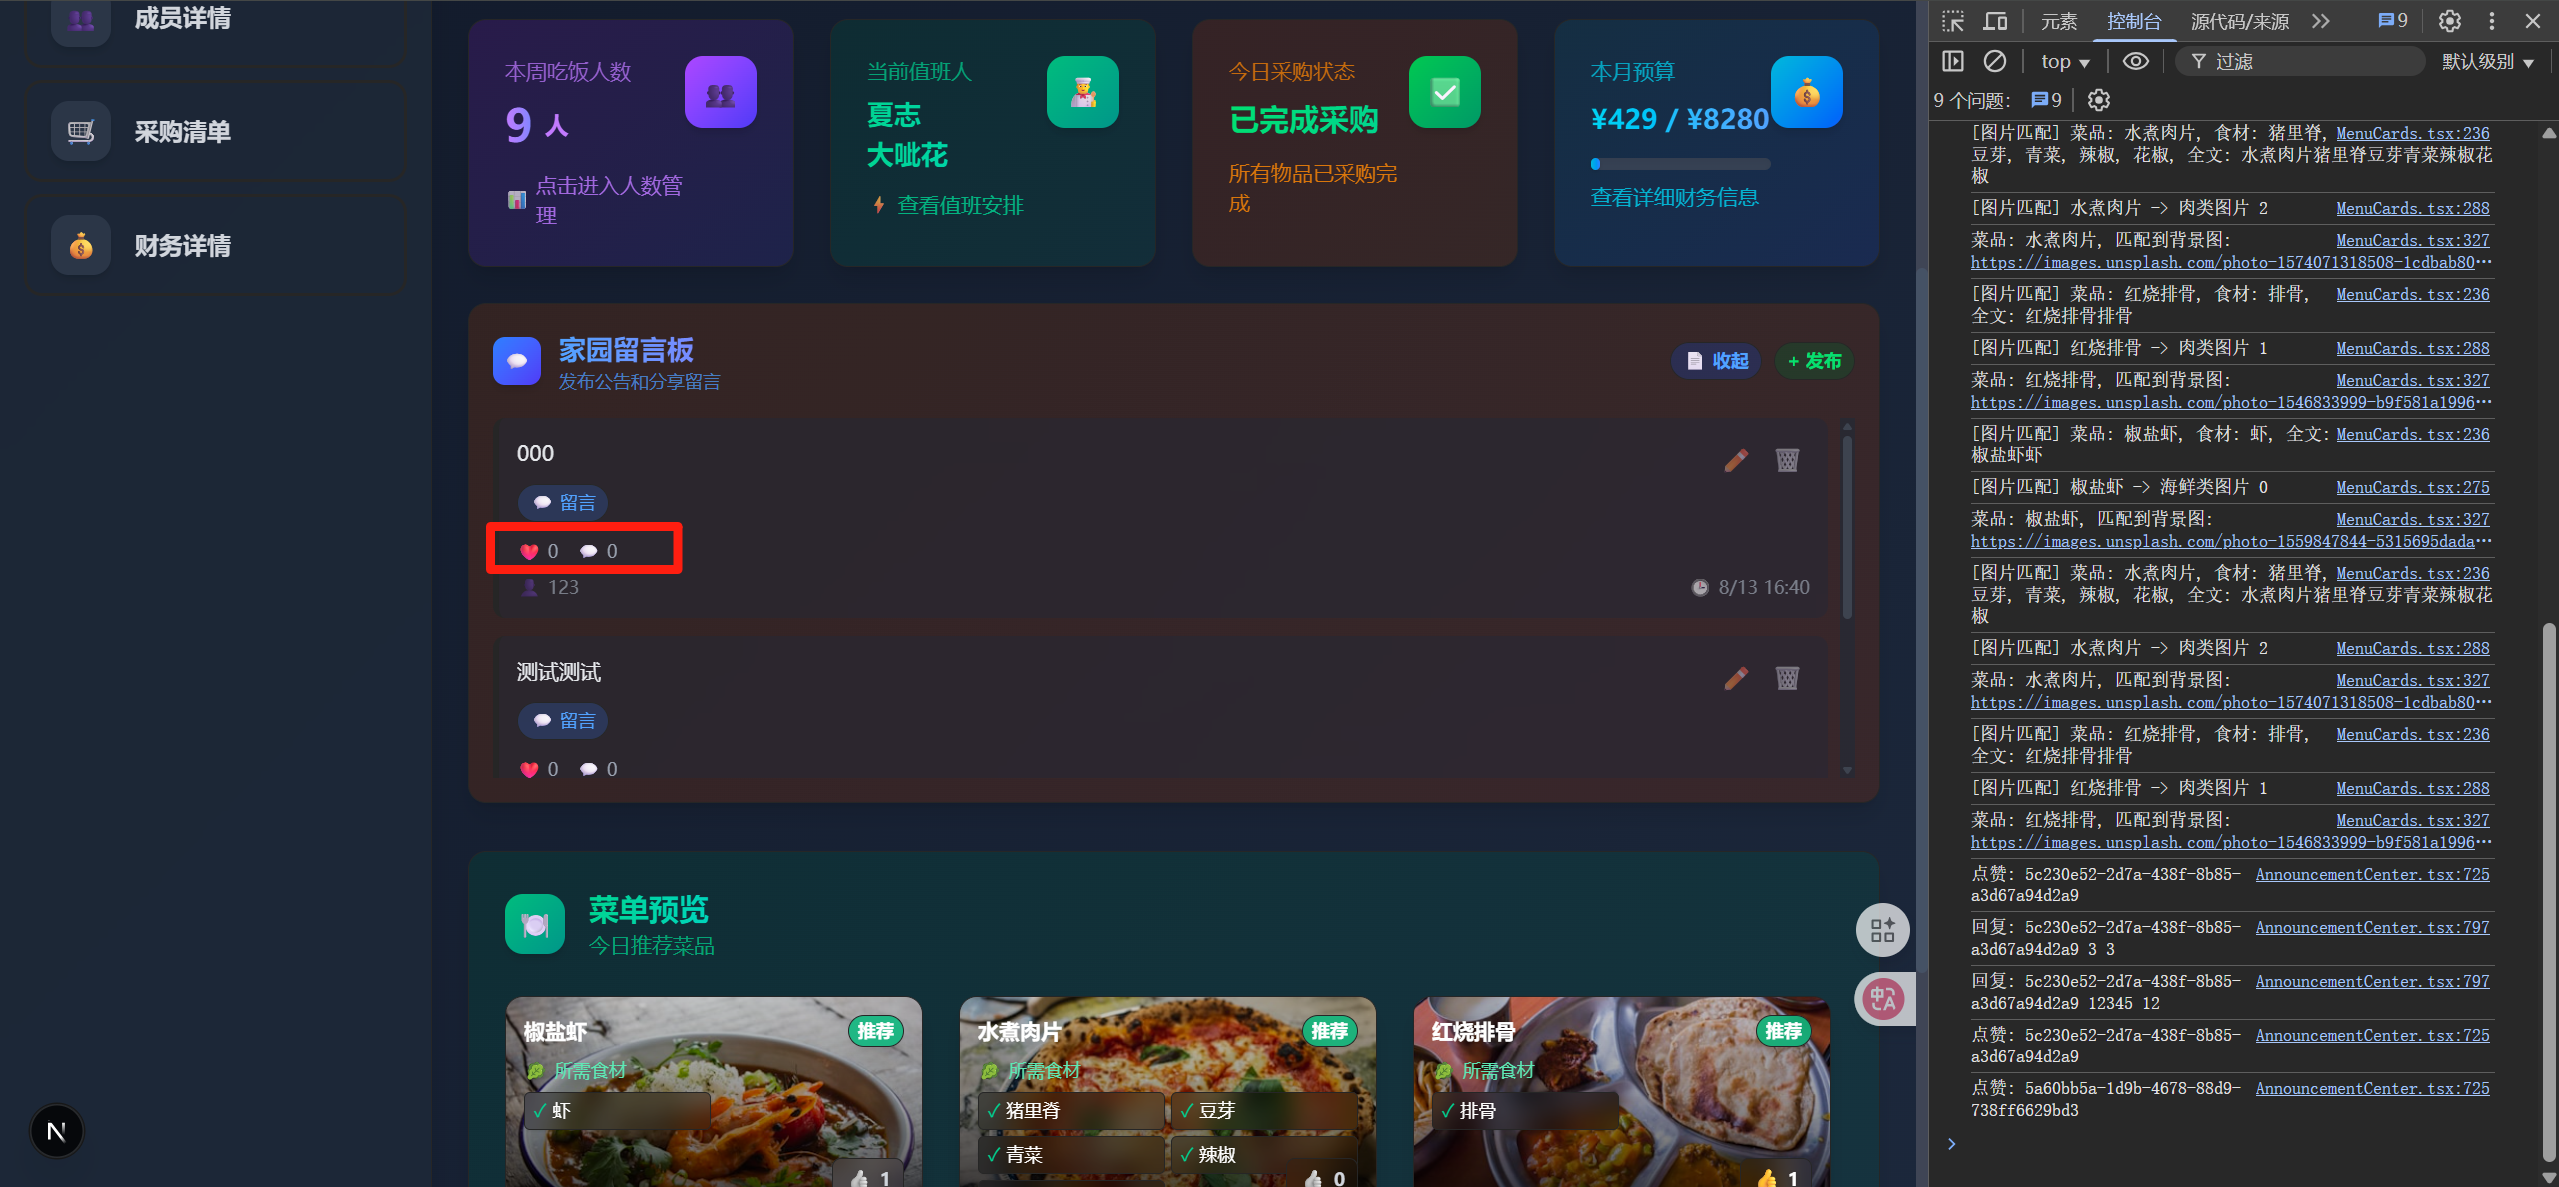 成员详情
采购清单
财务详情
本周吃饭人数
9 人
点击进入人数管
理
当前值班人
夏志
大呲花
查看值班安排
今日采购状态
已完成采购
所有物品已采购完
成
本月预算
¥429 / ¥8280
查看详细财务信息
家园留言板
发布公告和分享留言
收起
+ 发布
000
留言
0 0
123
8/13 16:40
测试测试
留言
0 0
菜单预览
今日推荐菜品
椒盐虾
推荐
所需食材
✓ 虾
1
水煮肉片
推荐
所需食材
✓ 猪里脊
✓ 豆芽
✓ 青菜
✓ 辣椒
0
红烧排骨
推荐
所需食材
✓ 排骨
1
N
中A
元素
控制台
源代码/来源
9
top
过滤
默认级别
9 个问题:
9
[图片匹配] 菜品: 水煮肉片, 食材: 猪里脊, MenuCards.tsx:236
豆芽, 青菜, 辣椒, 花椒, 全文: 水煮肉片猪里脊豆芽青菜辣椒花
椒
[图片匹配] 水煮肉片 -> 肉类图片 2 MenuCards.tsx:288
菜品: 水煮肉片, 匹配到背景图: MenuCards.tsx:327
https://images.unsplash.com/photo-1574071318508-1cdbab80…
[图片匹配] 菜品: 红烧排骨, 食材: 排骨, MenuCards.tsx:236
全文: 红烧排骨排骨
[图片匹配] 红烧排骨 -> 肉类图片 1 MenuCards.tsx:288
菜品: 红烧排骨, 匹配到背景图: MenuCards.tsx:327
https://images.unsplash.com/photo-1546833999-b9f581a1996…
[图片匹配] 菜品: 椒盐虾, 食材: 虾, 全文: MenuCards.tsx:236
椒盐虾虾
[图片匹配] 椒盐虾 -> 海鲜类图片 0 MenuCards.tsx:275
菜品: 椒盐虾, 匹配到背景图: MenuCards.tsx:327
https://images.unsplash.com/photo-1559847844-5315695dada…
[图片匹配] 菜品: 水煮肉片, 食材: 猪里脊, MenuCards.tsx:236
豆芽, 青菜, 辣椒, 花椒, 全文: 水煮肉片猪里脊豆芽青菜辣椒花
椒
[图片匹配] 水煮肉片 -> 肉类图片 2 MenuCards.tsx:288
菜品: 水煮肉片, 匹配到背景图: MenuCards.tsx:327
https://images.unsplash.com/photo-1574071318508-1cdbab80…
[图片匹配] 菜品: 红烧排骨, 食材: 排骨, MenuCards.tsx:236
全文: 红烧排骨排骨
[图片匹配] 红烧排骨 -> 肉类图片 1 MenuCards.tsx:288
菜品: 红烧排骨, 匹配到背景图: MenuCards.tsx:327
https://images.unsplash.com/photo-1546833999-b9f581a1996…
点赞: 5c230e52-2d7a-438f-8b85- AnnouncementCenter.tsx:725
a3d67a94d2a9
回复: 5c230e52-2d7a-438f-8b85- AnnouncementCenter.tsx:797
a3d67a94d2a9 3 3
回复: 5c230e52-2d7a-438f-8b85- AnnouncementCenter.tsx:797
a3d67a94d2a9 12345 12
点赞: 5c230e52-2d7a-438f-8b85- AnnouncementCenter.tsx:725
a3d67a94d2a9
点赞: 5a60bb5a-1d9b-4678-88d9- AnnouncementCenter.tsx:725
738ff6629bd3